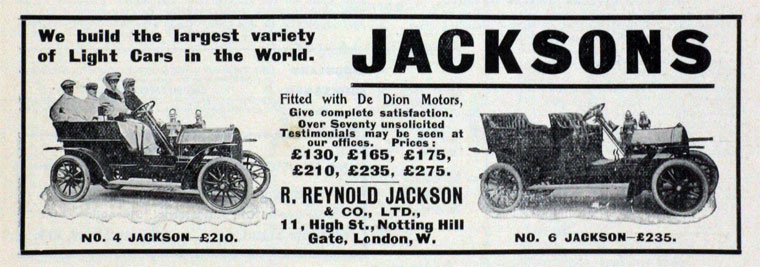 We build the largest variety
of Light Cars in the World.
JACKSONS
Fitted with De Dion Motors,
Give complete satisfaction.
Over Seventy unsolicited
Testimonials may be seen at
our offices. Prices:
£130, £165, £175,
£210, £235, £275.
R. REYNOLD JACKSON
& CO., LTD.,
11, High St., Notting Hill
Gate, London, W.
NO. 4 JACKSON—£210.
NO. 6 JACKSON—£235.